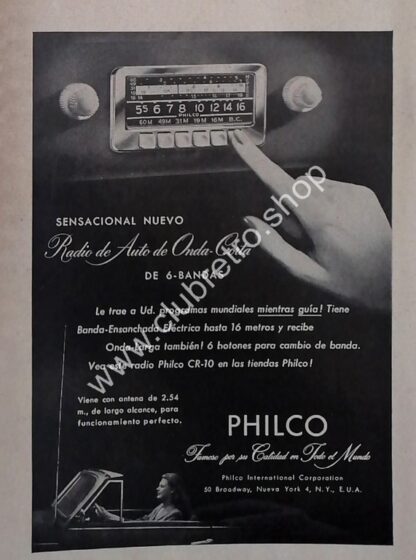 55 6 7 8 10 12 14 16
PHILCO
60M 49M 31M 19M 16M B.C.
SENSACIONAL NUEVO
Radio de Auto de Onda-Corta
DE 6-BANDAS
Le trae a Ud. programas mundiales mientras guía! Tiene
Banda-Ensanchada Eléctrica hasta 16 metros y recibe
Onda-Larga también! 6 botones para cambio de banda.
Vea este radio Philco CR-10 en las tiendas Philco!
Viene con antena de 2.54
m., de largo alcance, para
funcionamiento perfecto.
PHILCO
Famoso por su Calidad en Todo el Mundo
Philco International Corporation
50 Broadway, Nueva York 4, N.Y., E.U.A.
www.clubretro.shop